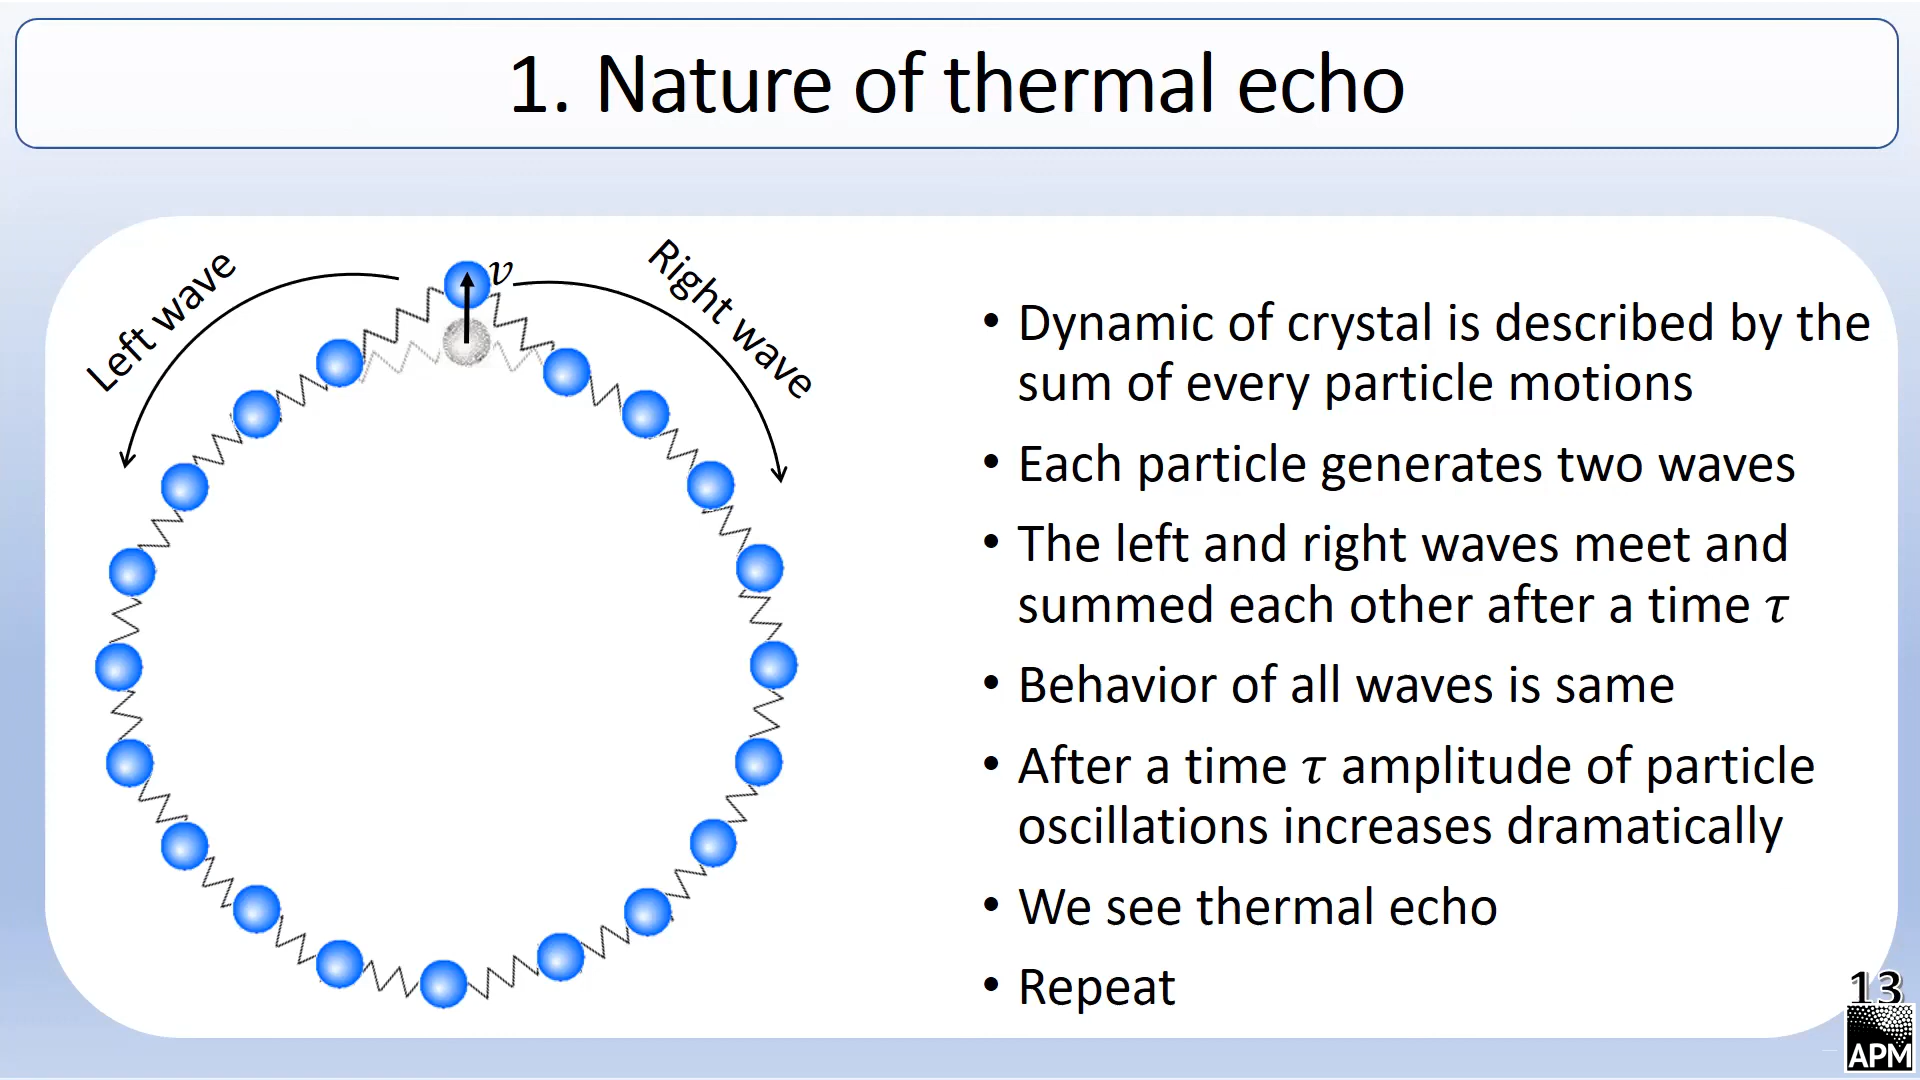 1. Nature of thermal echo
Left wave
v
Right wave
• Dynamic of crystal is described by the
sum of every particle motions
• Each particle generates two waves
• The left and right waves meet and
summed each other after a time τ
• Behavior of all waves is same
• After a time τ amplitude of particle
oscillations increases dramatically
• We see thermal echo
• Repeat
13
APM